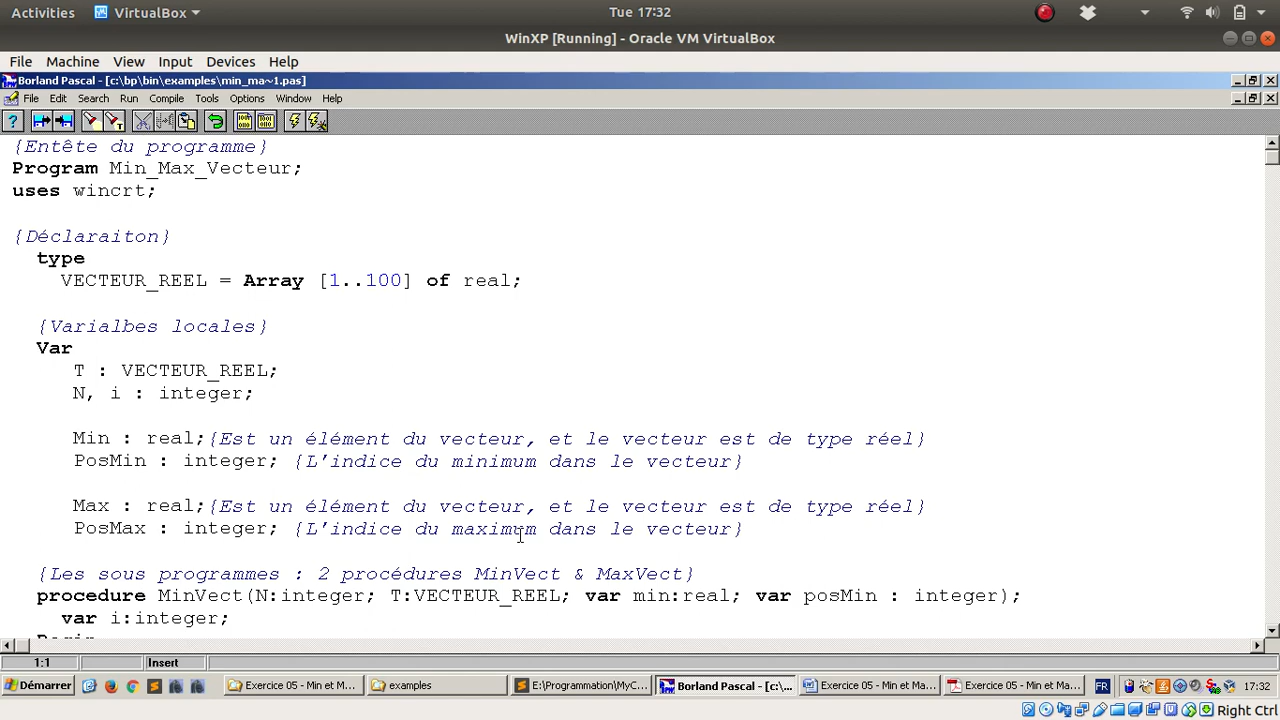 Activities VirtualBox Tue 17:32
WinXP [Running] - Oracle VM VirtualBox
File Machine View Input Devices Help
Borland Pascal - [c:\bp\bin\examples\min_ma~1.pas]
File Edit Search Run Compile Tools Options Window Help
{Entête du programme}
Program Min_Max_Vecteur;
uses wincrt;
{Déclaraiton}
type
VECTEUR_REEL = Array [1..100] of real;
{Varialbes locales}
Var
T : VECTEUR_REEL;
N, i : integer;
Min : real;{Est un élément du vecteur, et le vecteur est de type réel}
PosMin : integer; {L'indice du minimum dans le vecteur}
Max : real;{Est un élément du vecteur, et le vecteur est de type réel}
PosMax : integer; {L'indice du maximum dans le vecteur}
{Les sous programmes : 2 procédures MinVect & MaxVect}
procedure MinVect(N:integer; T:VECTEUR_REEL; var min:real; var posMin : integer);
var i:integer;
Begin
1:1 Insert
Démarrer Exercice 05 - Min et M... examples E:\Programmation\MyC... Borland Pascal - [c:\... Exercice 05 - Min et Ma... Exercice 05 - Min et Ma... FR 17:32
Right Ctrl